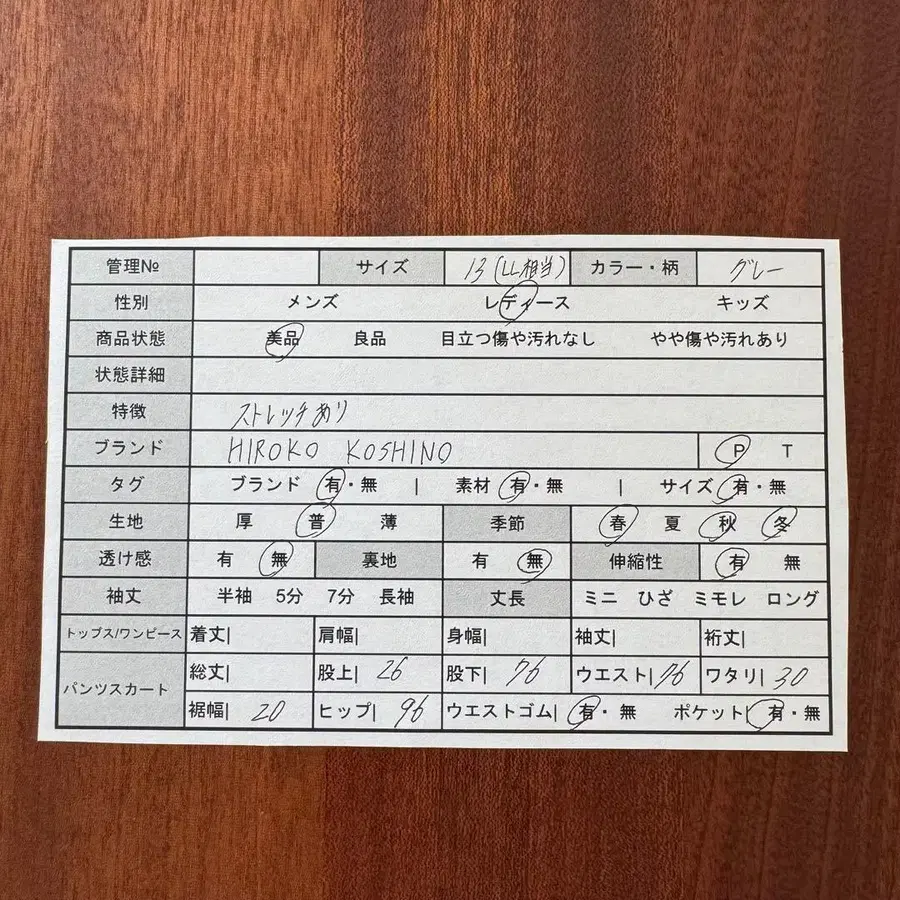 管理№ サイズ 13(LL相当) カラー・柄 グレー
性別 メンズ レディース キッズ
商品状態 美品 良品 目立つ傷や汚れなし やや傷や汚れあり
状態詳細
特徴 ストレッチあり
ブランド HIROKO KOSHINO P T
タグ ブランド 有・無 | 素材 有・無 | サイズ 有・無
生地 厚 普 薄 季節 春 夏 秋 冬
透け感 有 無 裏地 有 無 伸縮性 有 無
袖丈 半袖 5分 7分 長袖 丈長 ミニ ひざ ミモレ ロング
トップス/ワンピース 着丈| 肩幅| 身幅| 袖丈| 裄丈|
パンツスカート 総丈| 股上| 26 股下| 76 ウエスト| 76 ワタリ| 30
裾幅| 20 ヒップ| 96 ウエストゴム| 有・無 ポケット| 有・無